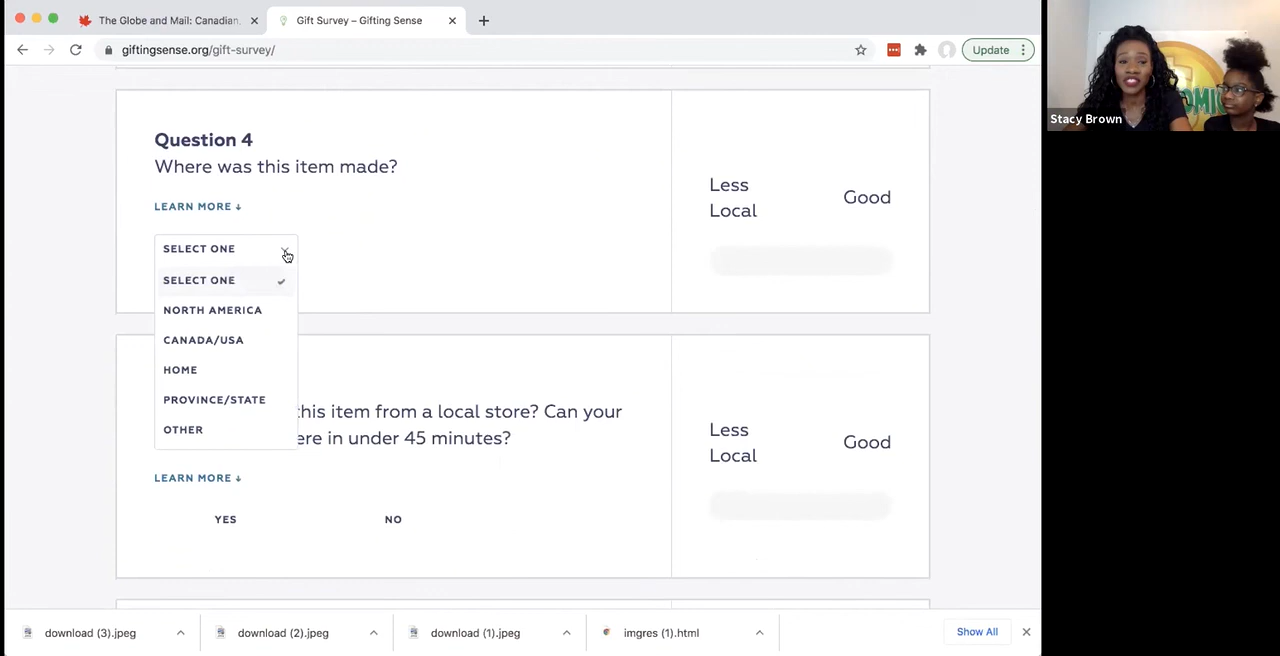 The Globe and Mail: Canadian,
Gift Survey – Gifting Sense
giftingsense.org/gift-survey/
Update
Stacy Brown
OMIC
Question 4
Where was this item made?
LEARN MORE ↓
SELECT ONE
SELECT ONE
NORTH AMERICA
CANADA/USA
HOME
PROVINCE/STATE
OTHER
Less
Local
Good
this item from a local store? Can your
ere in under 45 minutes?
LEARN MORE ↓
YES NO
Less
Local
Good
download (3).jpeg
download (2).jpeg
download (1).jpeg
imgres (1).html
Show All